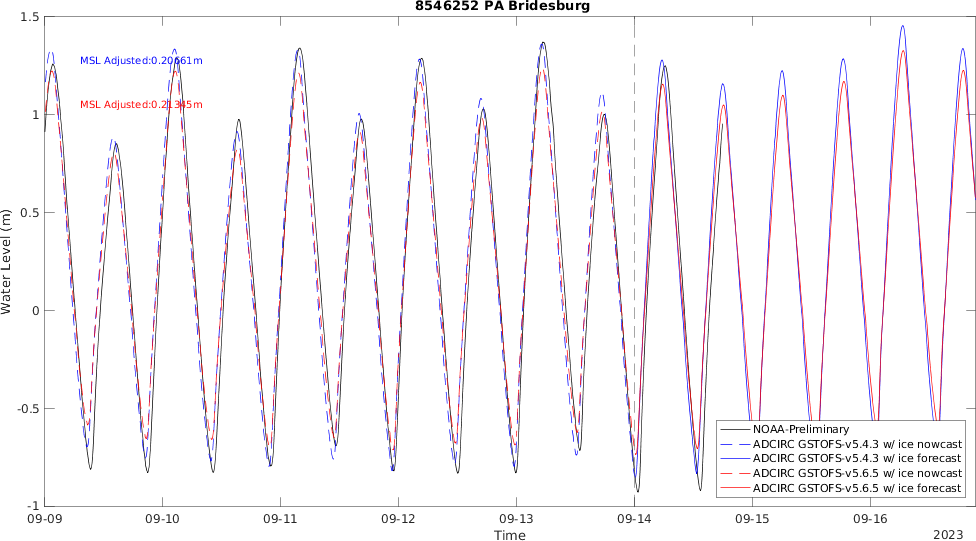 8546252 PA Bridesburg
1.5
MSL Adjusted:0.20661m
MSL Adjusted:0.21345m
1
0.5
Water Level (m)
0
-0.5
-1
NOAA-Preliminary
ADCIRC GSTOFS-v5.4.3 w/ ice nowcast
ADCIRC GSTOFS-v5.4.3 w/ ice forecast
ADCIRC GSTOFS-v5.6.5 w/ ice nowcast
ADCIRC GSTOFS-v5.6.5 w/ ice forecast
09-09 09-10 09-11 09-12 09-13 09-14 09-15 09-16
Time
2023